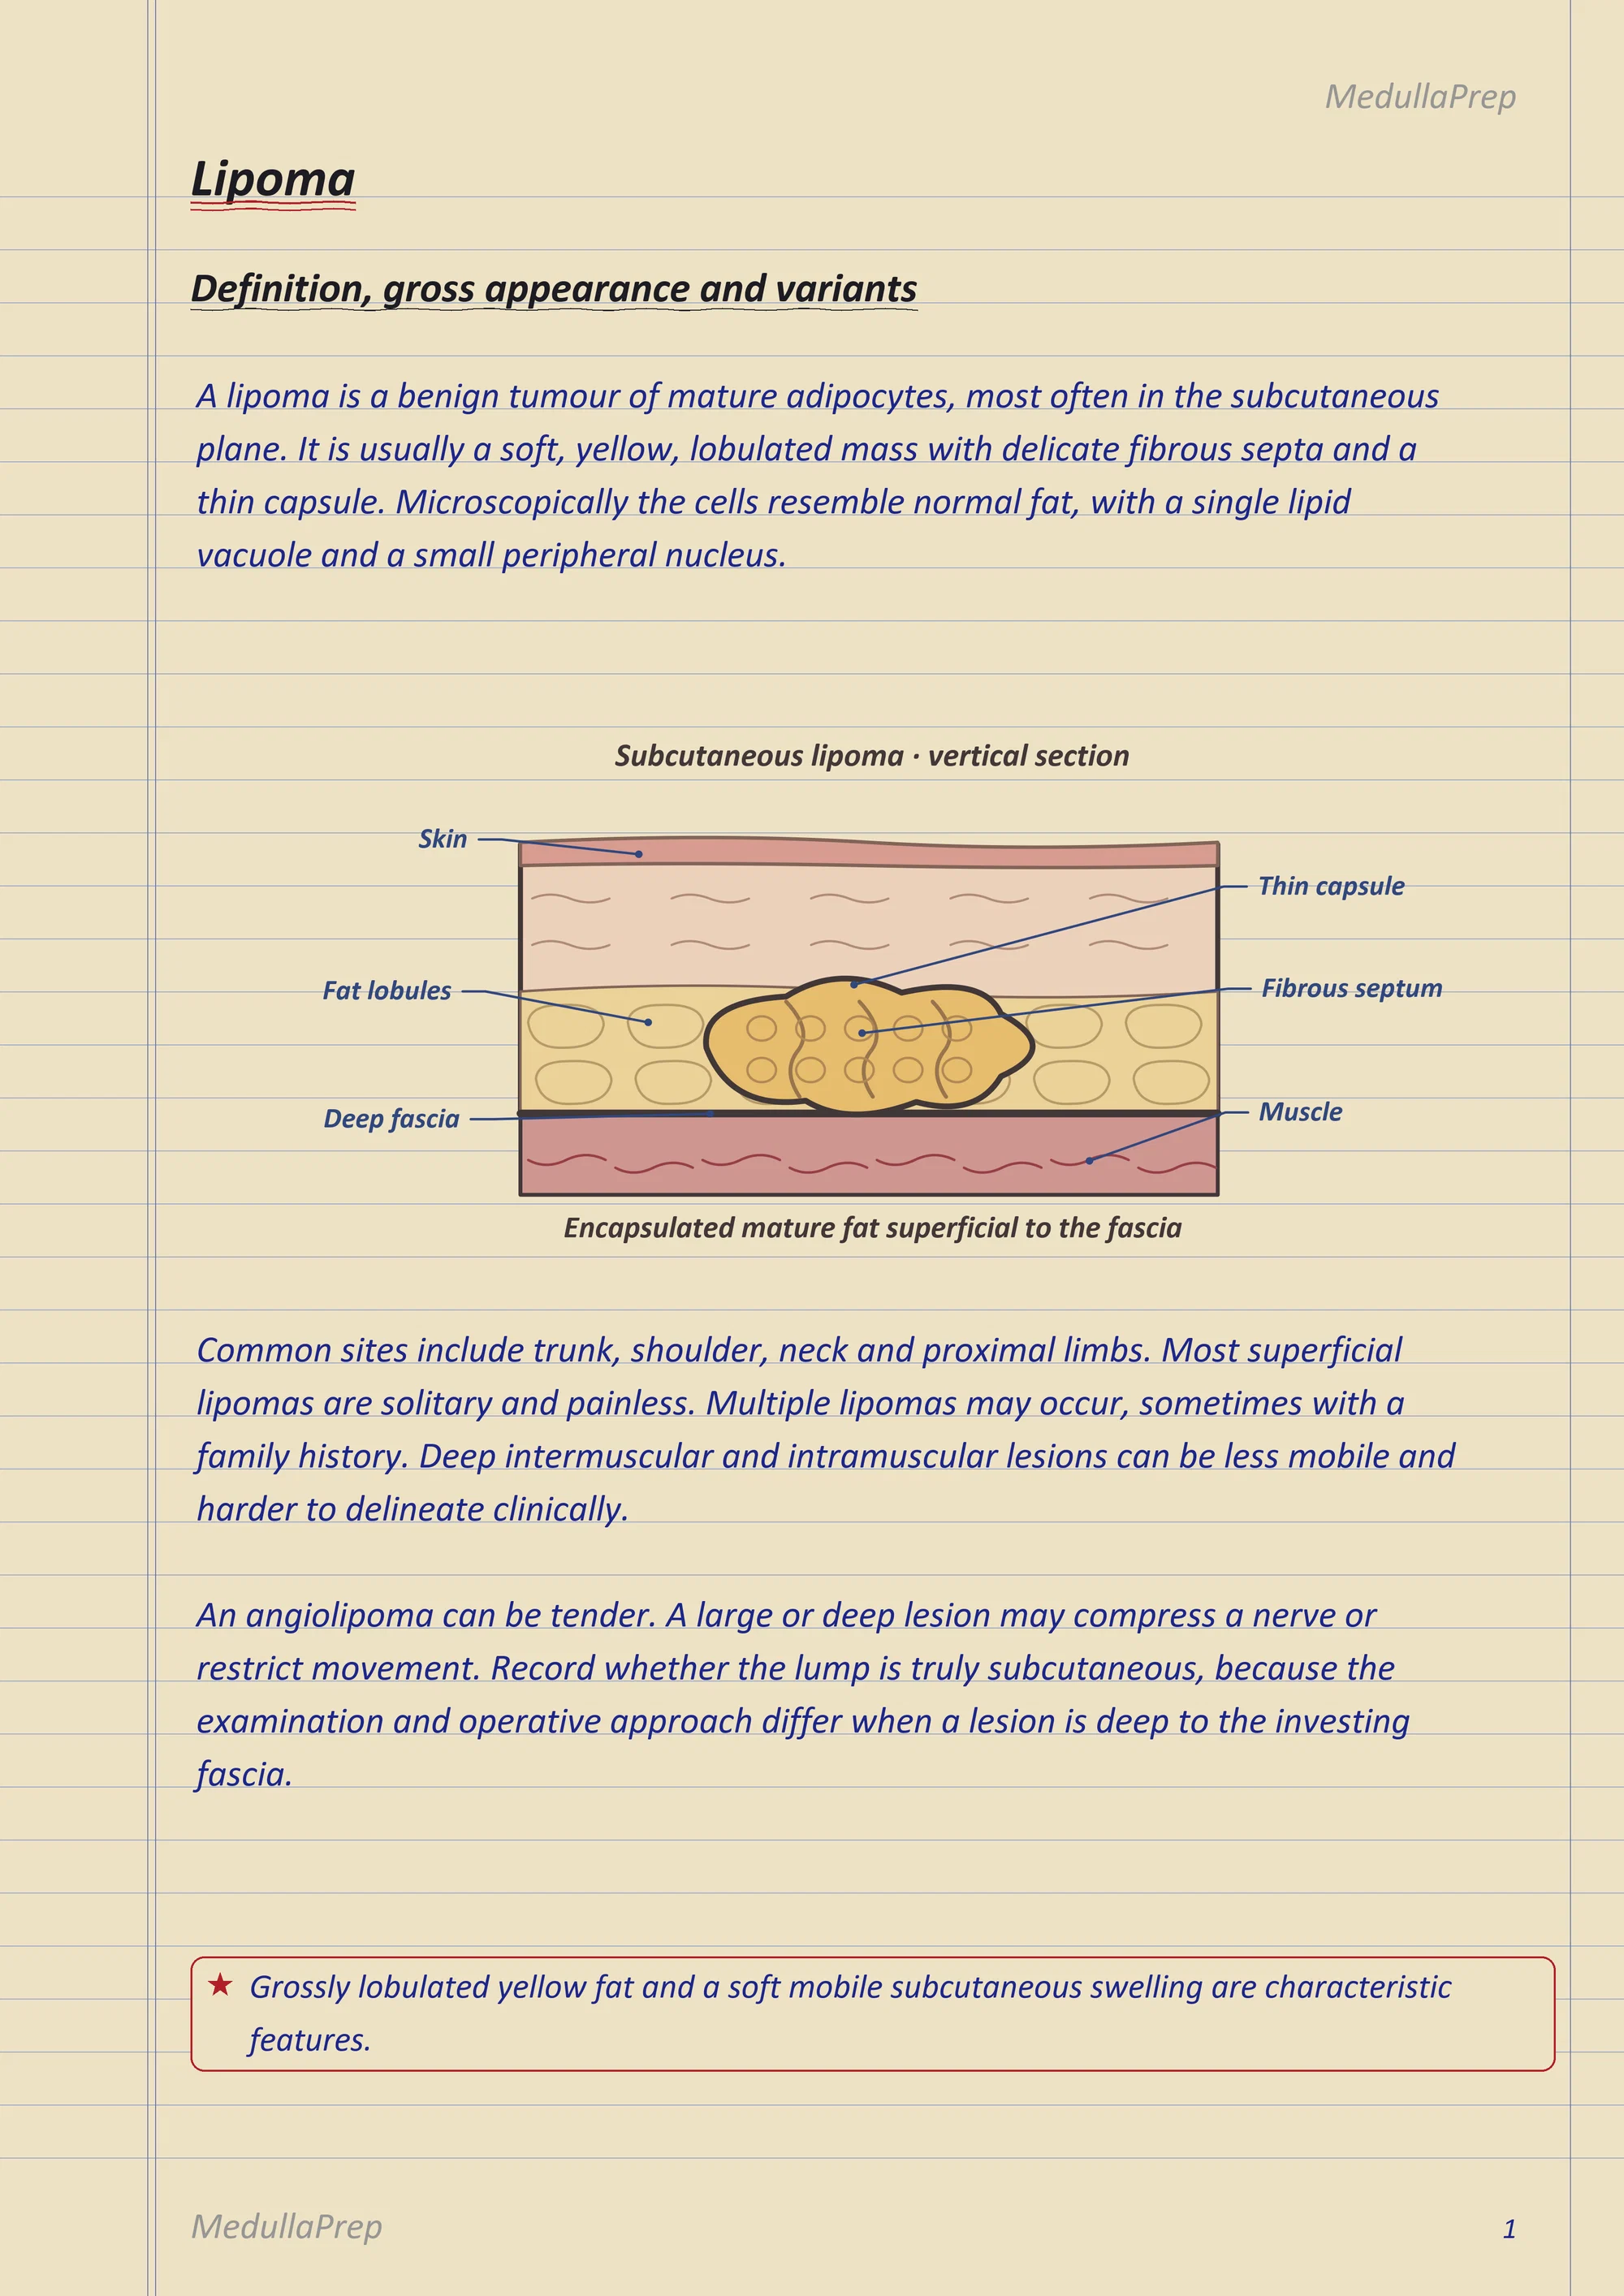 MedullaPrep
Lipoma
Definition, gross appearance and variants
A lipoma is a benign tumour of mature adipocytes, most often in the subcutaneous
plane. It is usually a soft, yellow, lobulated mass with delicate fibrous septa and a
thin capsule. Microscopically the cells resemble normal fat, with a single lipid
vacuole and a small peripheral nucleus.
Subcutaneous lipoma · vertical section
Skin
Thin capsule
Fat lobules
Fibrous septum
Deep fascia
Muscle
Encapsulated mature fat superficial to the fascia
Common sites include trunk, shoulder, neck and proximal limbs. Most superficial
lipomas are solitary and painless. Multiple lipomas may occur, sometimes with a
family history. Deep intermuscular and intramuscular lesions can be less mobile and
harder to delineate clinically.
An angiolipoma can be tender. A large or deep lesion may compress a nerve or
restrict movement. Record whether the lump is truly subcutaneous, because the
examination and operative approach differ when a lesion is deep to the investing
fascia.
★ Grossly lobulated yellow fat and a soft mobile subcutaneous swelling are characteristic
features.
MedullaPrep
1